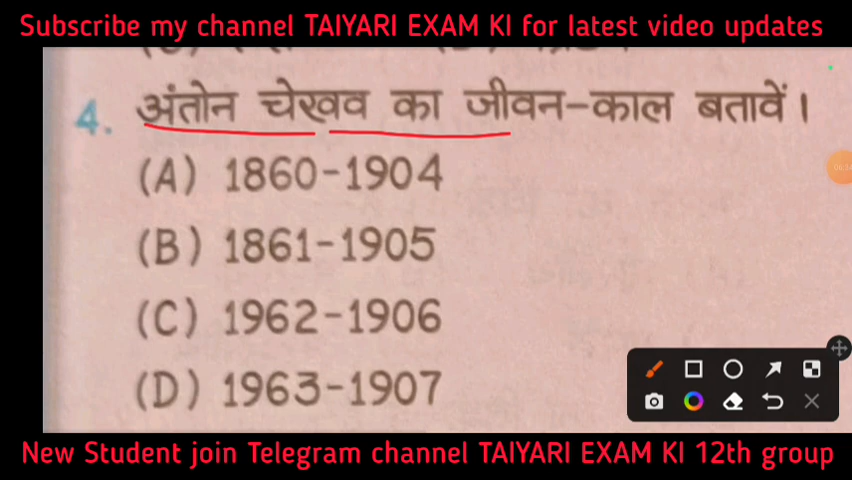 Subscribe my channel TAIYARI EXAM KI for latest video updates
4. अंतोन चेखव का जीवन-काल बतावें।
(A) 1860-1904
(B) 1861-1905
(C) 1962-1906
(D) 1963-1907
New Student join Telegram channel TAIYARI EXAM KI 12th group